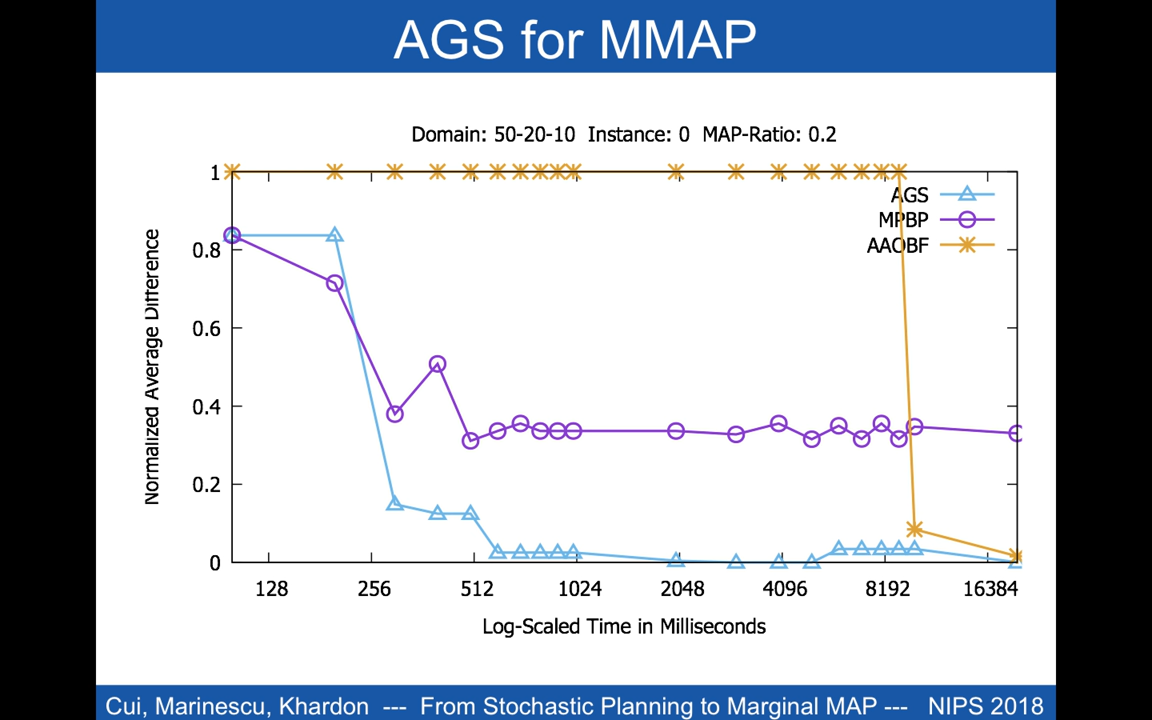 AGS for MMAP
Domain: 50-20-10 Instance: 0 MAP-Ratio: 0.2
Normalized Average Difference
1
0.8
0.6
0.4
0.2
0
AGS
MPBP
AAOBF
128 256 512 1024 2048 4096 8192 16384
Log-Scaled Time in Milliseconds
Cui, Marinescu, Khardon --- From Stochastic Planning to Marginal MAP --- NIPS 2018